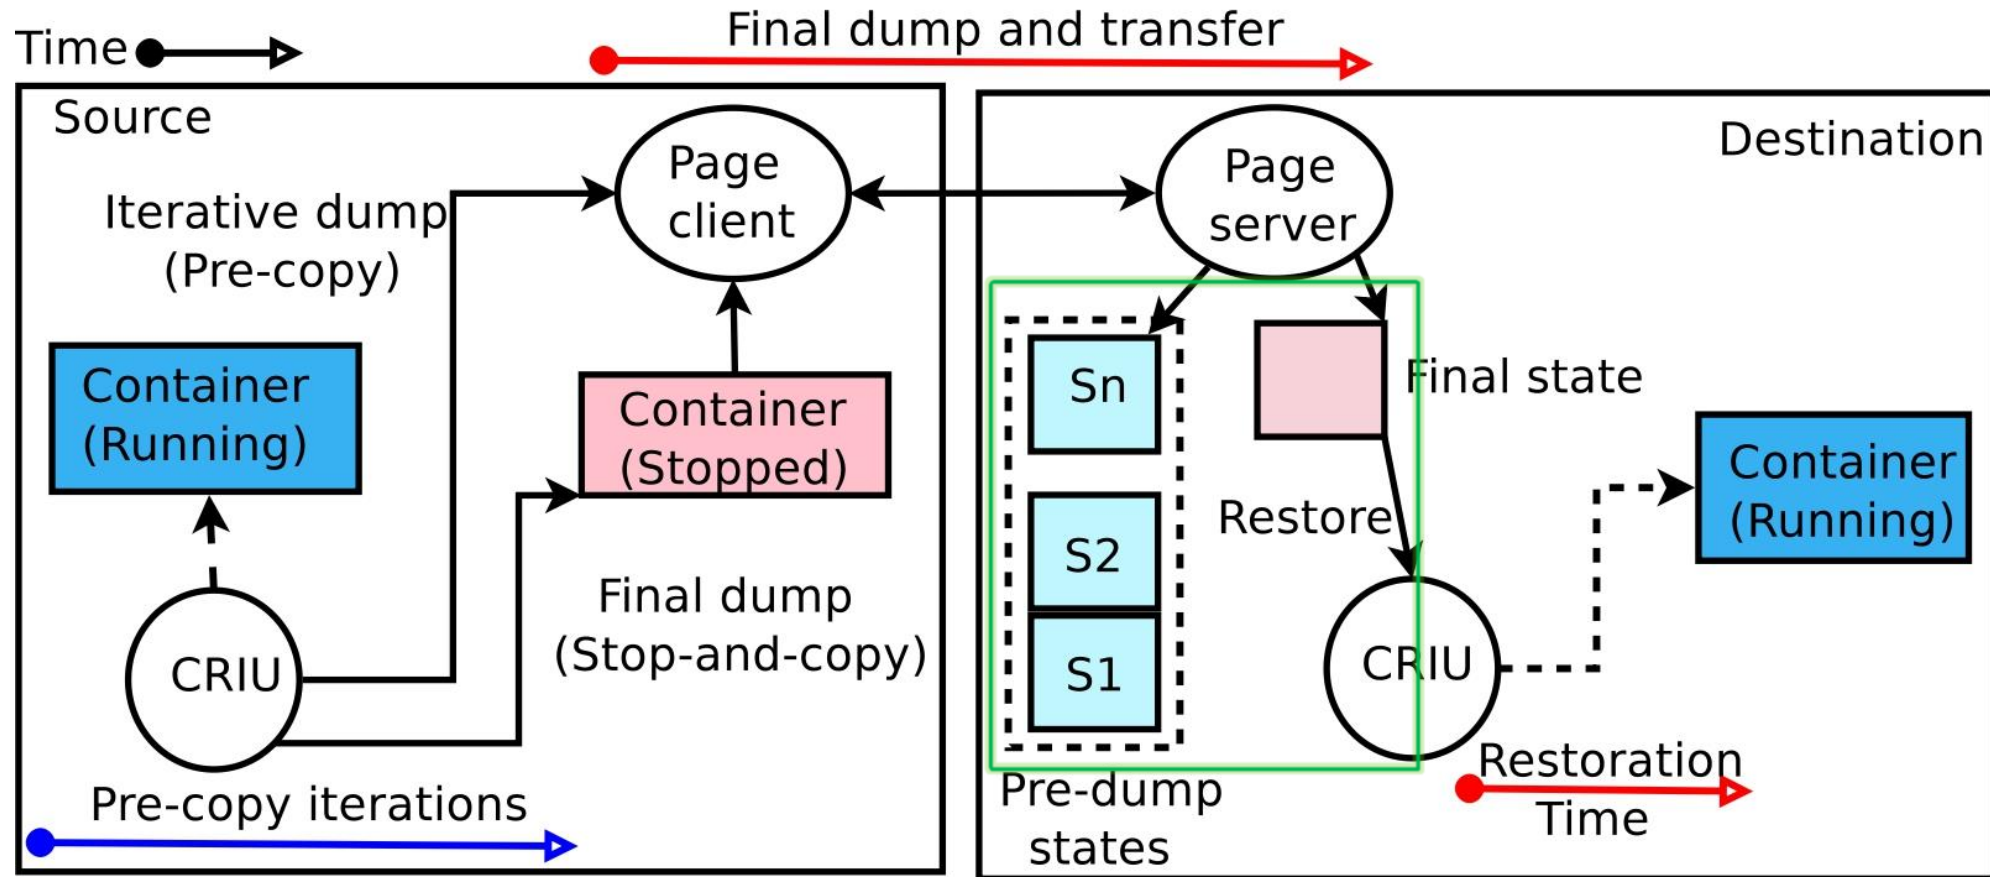 Time
Final dump and transfer
Source
Iterative dump
(Pre-copy)
Page
client
Container
(Running)
Container
(Stopped)
CRIU
Final dump
(Stop-and-copy)
Pre-copy iterations
Destination
Page
server
Sn
S2
S1
Final state
Restore
CRIU
Container
(Running)
Pre-dump
states
Restoration
Time